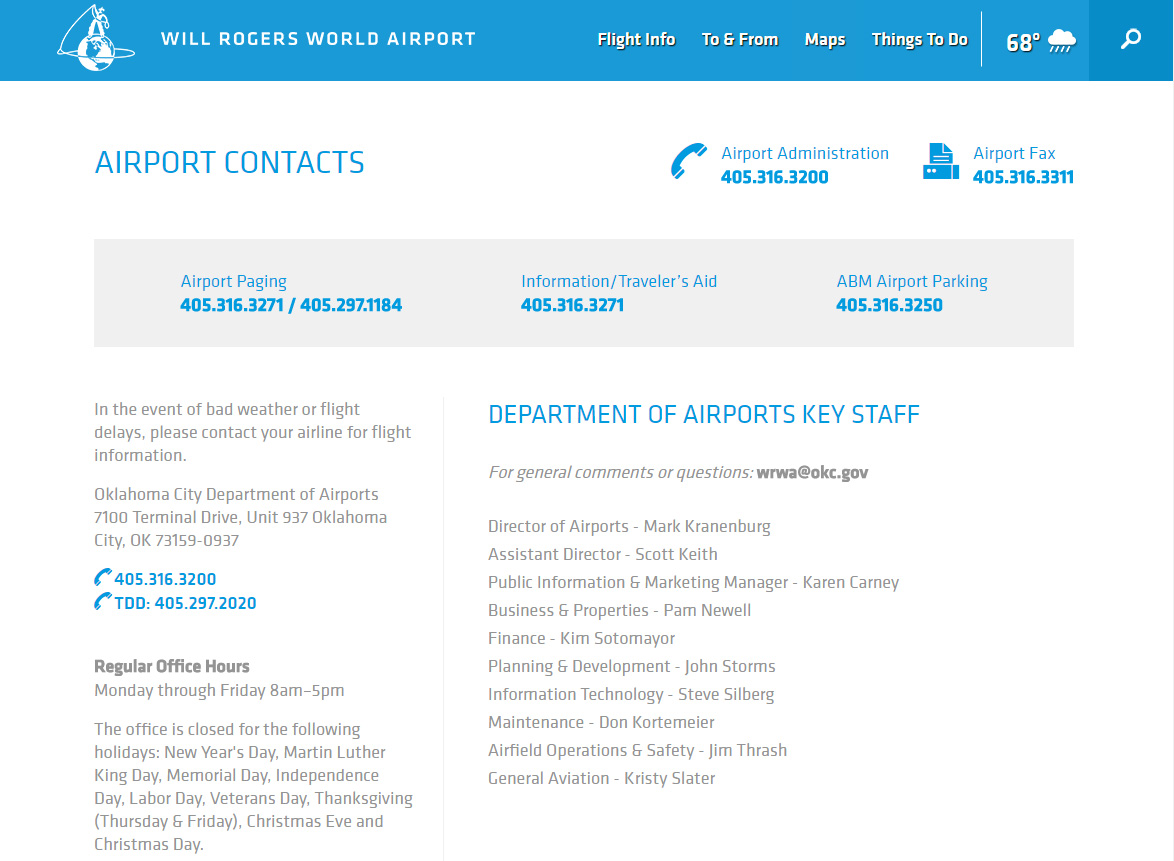 WILL ROGERS WORLD AIRPORT
Flight Info
To & From
Maps
Things To Do
68°
AIRPORT CONTACTS
Airport Administration
405.316.3200
Airport Fax
405.316.3311
Airport Paging
405.316.3271 / 405.297.1184
Information/Traveler’s Aid
405.316.3271
ABM Airport Parking
405.316.3250
In the event of bad weather or flight
delays, please contact your airline for flight
information.
Oklahoma City Department of Airports
7100 Terminal Drive, Unit 937 Oklahoma
City, OK 73159-0937
405.316.3200
TDD: 405.297.2020
Regular Office Hours
Monday through Friday 8am–5pm
The office is closed for the following
holidays: New Year's Day, Martin Luther
King Day, Memorial Day, Independence
Day, Labor Day, Veterans Day, Thanksgiving
(Thursday & Friday), Christmas Eve and
Christmas Day.
DEPARTMENT OF AIRPORTS KEY STAFF
For general comments or questions: wrwa@okc.gov
Director of Airports - Mark Kranenburg
Assistant Director - Scott Keith
Public Information & Marketing Manager - Karen Carney
Business & Properties - Pam Newell
Finance - Kim Sotomayor
Planning & Development - John Storms
Information Technology - Steve Silberg
Maintenance - Don Kortemeier
Airfield Operations & Safety - Jim Thrash
General Aviation - Kristy Slater